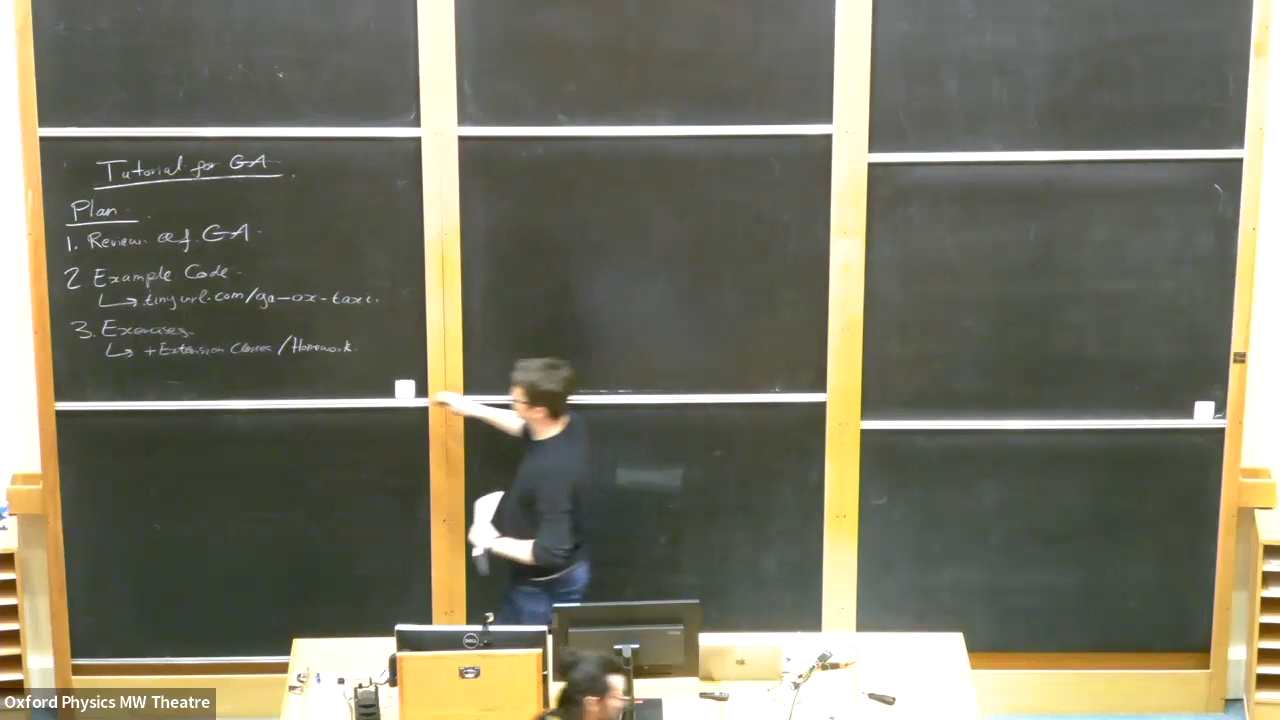 Tutorial for GA
Plan
1. Review of GA
2 Example Code
↳ tinyurl.com/ga-ox-taxi
3. Exercises
↳ + Extension Classes / Homework
DELL
Oxford Physics MW Theatre